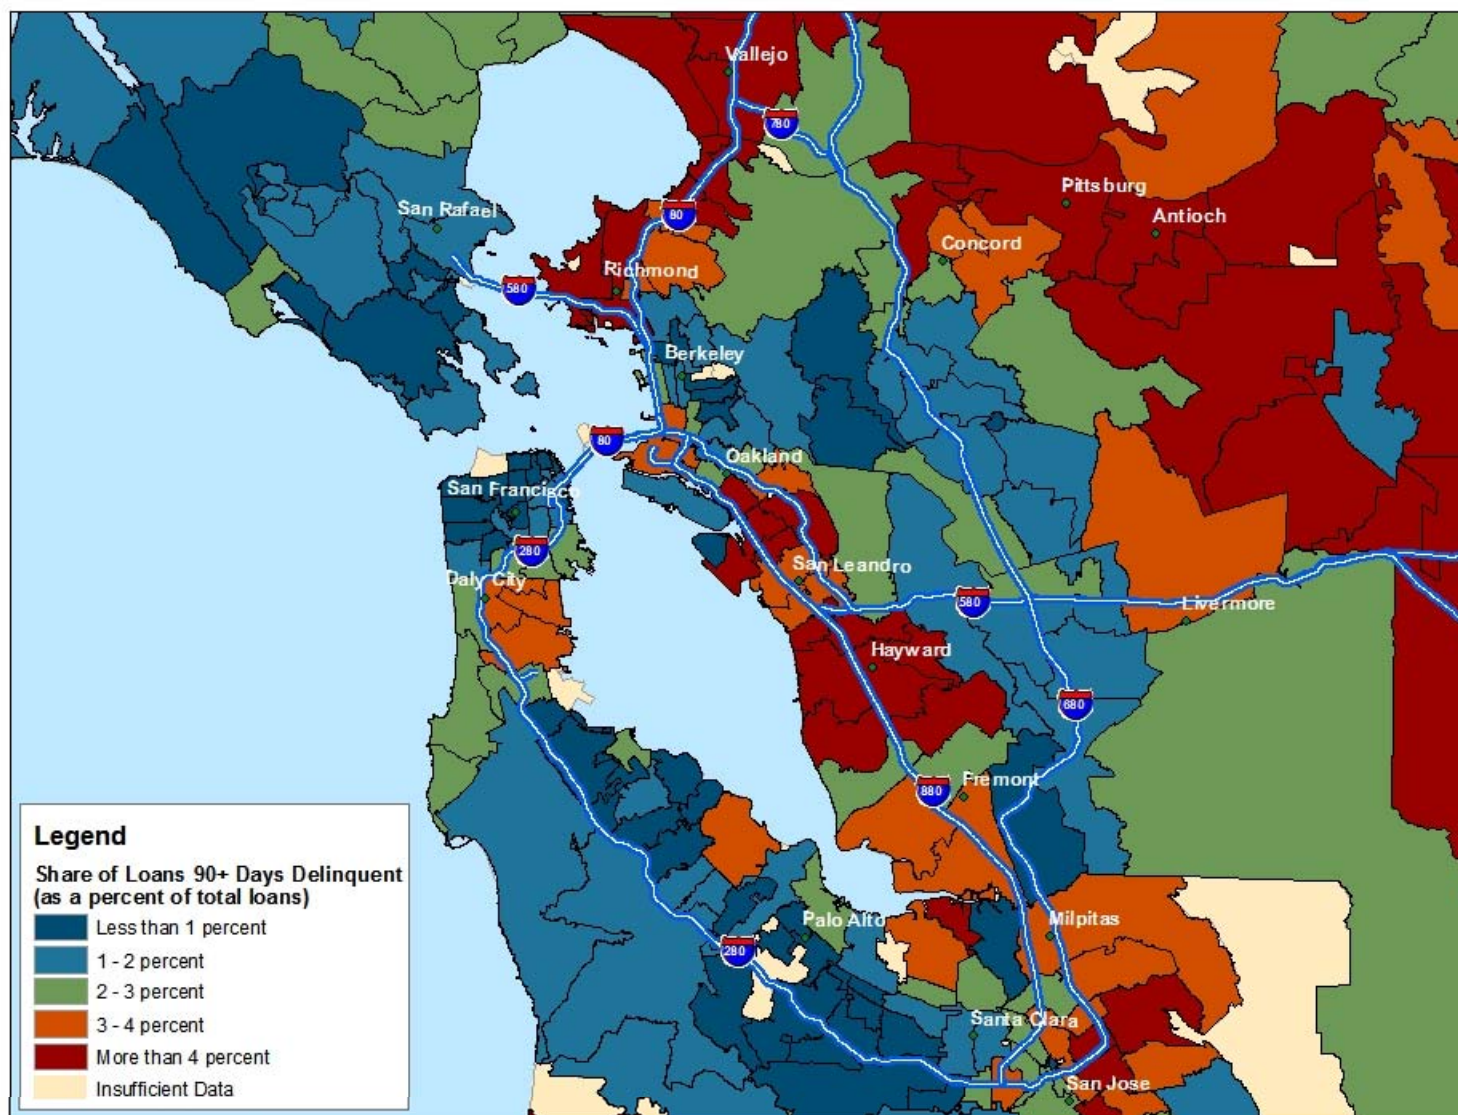 Vallejo
780
Pittsburg
80
San Rafael
Antioch
Concord
Richmond
580
Berkeley
80
Oakland
San Francisco
280
San Leandro
Daly City
580
Livermore
Hayward
680
Fremont
880
Palo Alto
Milpitas
280
Santa Clara
San Jose
Legend
Share of Loans 90+ Days Delinquent
(as a percent of total loans)
Less than 1 percent
1 - 2 percent
2 - 3 percent
3 - 4 percent
More than 4 percent
Insufficient Data